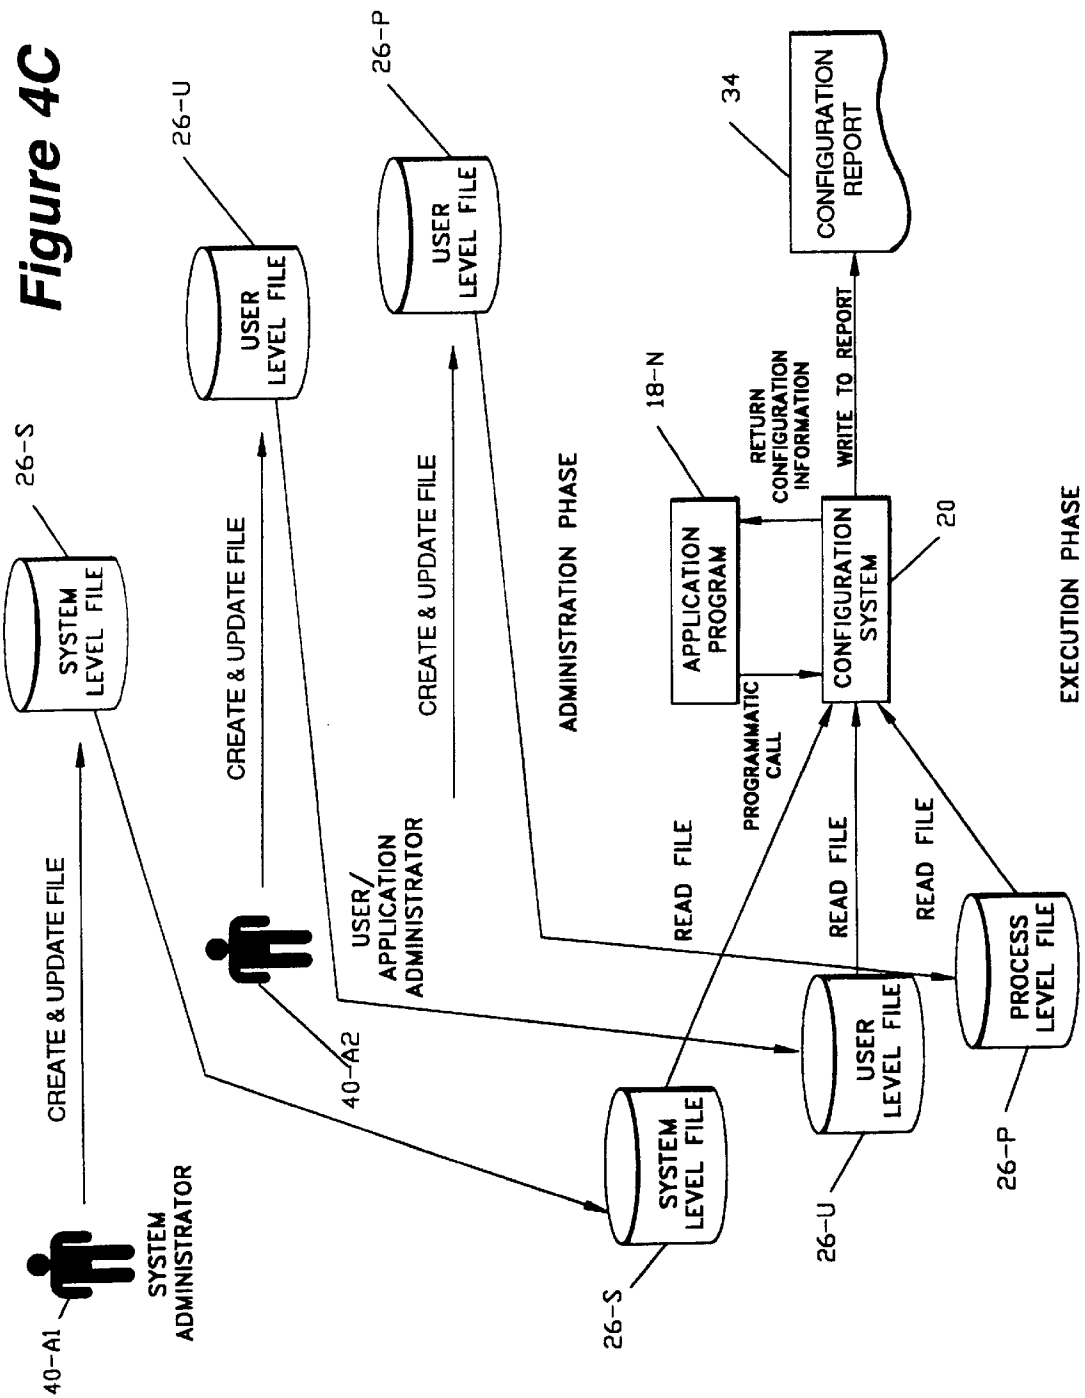 Figure 4C
40-A1
SYSTEM
ADMINISTRATOR
CREATE & UPDATE FILE
26-S
SYSTEM
LEVEL FILE
40-A2
USER/
APPLICATION
ADMINISTRATOR
CREATE & UPDATE FILE
26-U
USER
LEVEL FILE
CREATE & UPDATE FILE
26-P
USER
LEVEL FILE
ADMINISTRATION PHASE
26-S
SYSTEM
LEVEL FILE
READ FILE
26-U
USER
LEVEL FILE
READ FILE
26-P
PROCESS
LEVEL FILE
READ FILE
PROGRAMMATIC
CALL
APPLICATION
PROGRAM
18-N
RETURN
CONFIGURATION
INFORMATION
CONFIGURATION
SYSTEM
20
WRITE TO REPORT
34
CONFIGURATION
REPORT
EXECUTION PHASE